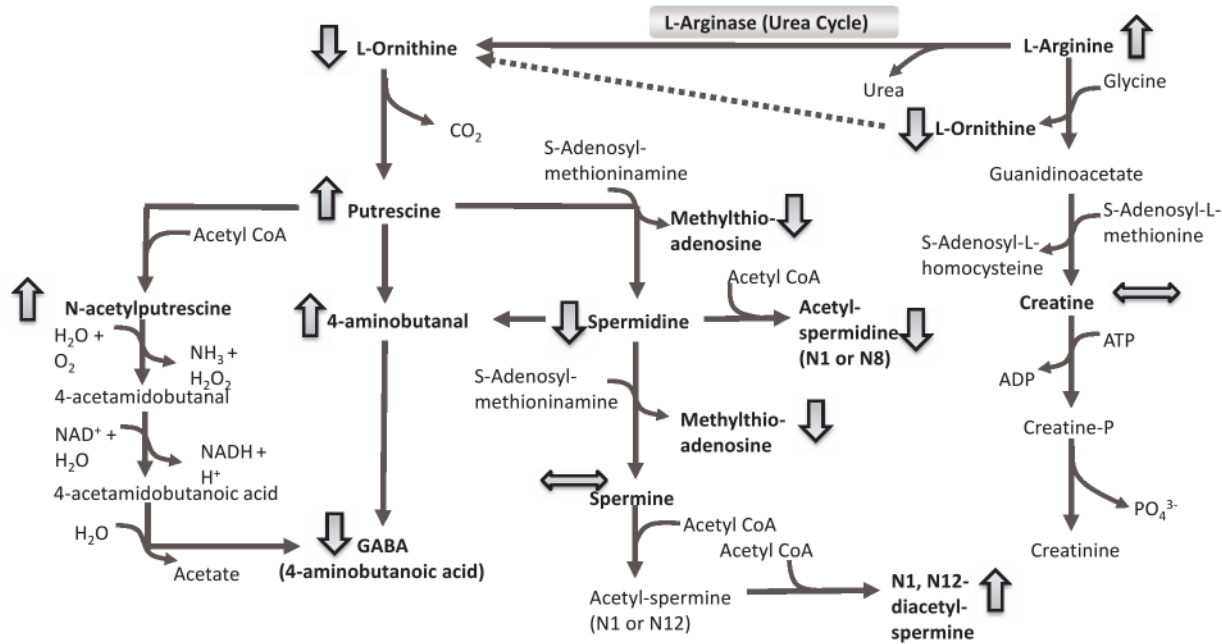 L-Arginase (Urea Cycle)
L-Ornithine
L-Arginine
Urea
Glycine
L-Ornithine
CO2
Guanidinoacetate
S-Adenosyl-
methioninamine
Putrescine
Methylthio-
adenosine
S-Adenosyl-L-
methionine
S-Adenosyl-L-
homocysteine
Acetyl CoA
Acetyl CoA
Creatine
N-acetylputrescine
4-aminobutanal
Spermidine
Acetyl-
spermidine
(N1 or N8)
H2O +
O2
NH3 +
H2O2
4-acetamidobutanal
ATP
ADP
S-Adenosyl-
methioninamine
Methylthio-
adenosine
Creatine-P
NAD+ +
H2O
NADH +
H+
4-acetamidobutanoic acid
Spermine
PO43-
H2O
Acetate
GABA
(4-aminobutanoic acid)
Acetyl CoA
Acetyl CoA
Creatinine
Acetyl-spermine
(N1 or N12)
N1, N12-
diacetyl-
spermine